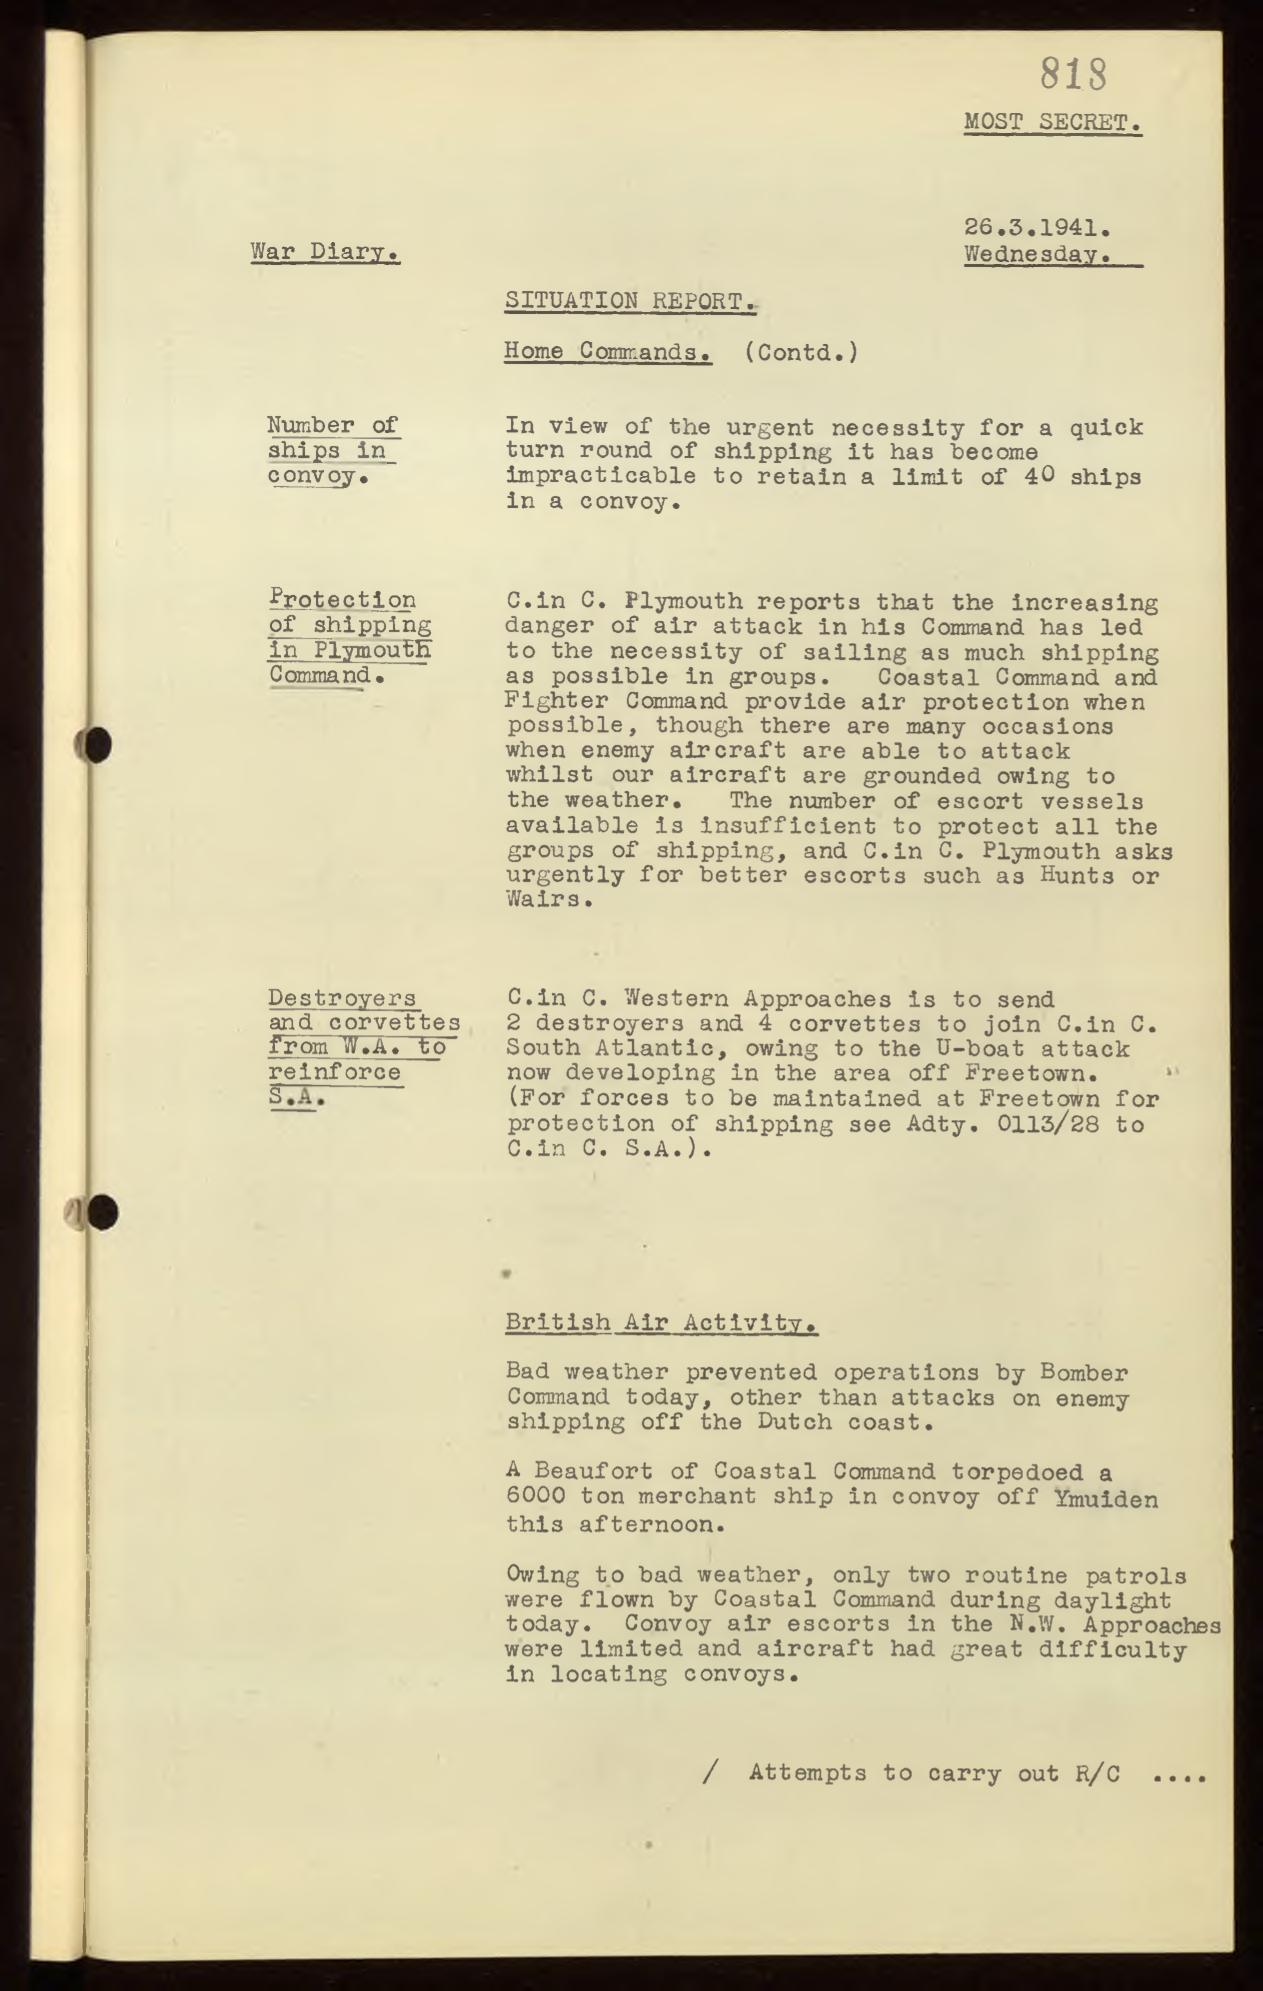 818
MOST SECRET.
26.3.1941.
War Diary.
Wednesday.
SITUATION REPORT.
Home Commands. (Contd.)
Number of
ships in
convoy.
In view of the urgent necessity for a quick
turn round of shipping it has become
impracticable to retain a limit of 40 ships
in a convoy.
Protection
of shipping
in Plymouth
Command.
C.in C. Plymouth reports that the increasing
danger of air attack in his Command has led
to the necessity of sailing as much shipping
as possible in groups. Coastal Command and
Fighter Command provide air protection when
possible, though there are many occasions
when enemy aircraft are able to attack
whilst our aircraft are grounded owing to
the weather. The number of escort vessels
available is insufficient to protect all the
groups of shipping, and C.in C. Plymouth asks
urgently for better escorts such as Hunts or
Wairs.
Destroyers
and corvettes
from W.A. to
reinforce
S.A.
C.in C. Western Approaches is to send
2 destroyers and 4 corvettes to join C.in C.
South Atlantic, owing to the U-boat attack
now developing in the area off Freetown.
(For forces to be maintained at Freetown for
protection of shipping see Adty. 0113/28 to
C.in C. S.A.).
British Air Activity.
Bad weather prevented operations by Bomber
Command today, other than attacks on enemy
shipping off the Dutch coast.
A Beaufort of Coastal Command torpedoed a
6000 ton merchant ship in convoy off Ymuiden
this afternoon.
Owing to bad weather, only two routine patrols
were flown by Coastal Command during daylight
today. Convoy air escorts in the N.W. Approaches
were limited and aircraft had great difficulty
in locating convoys.
/ Attempts to carry out R/C ....